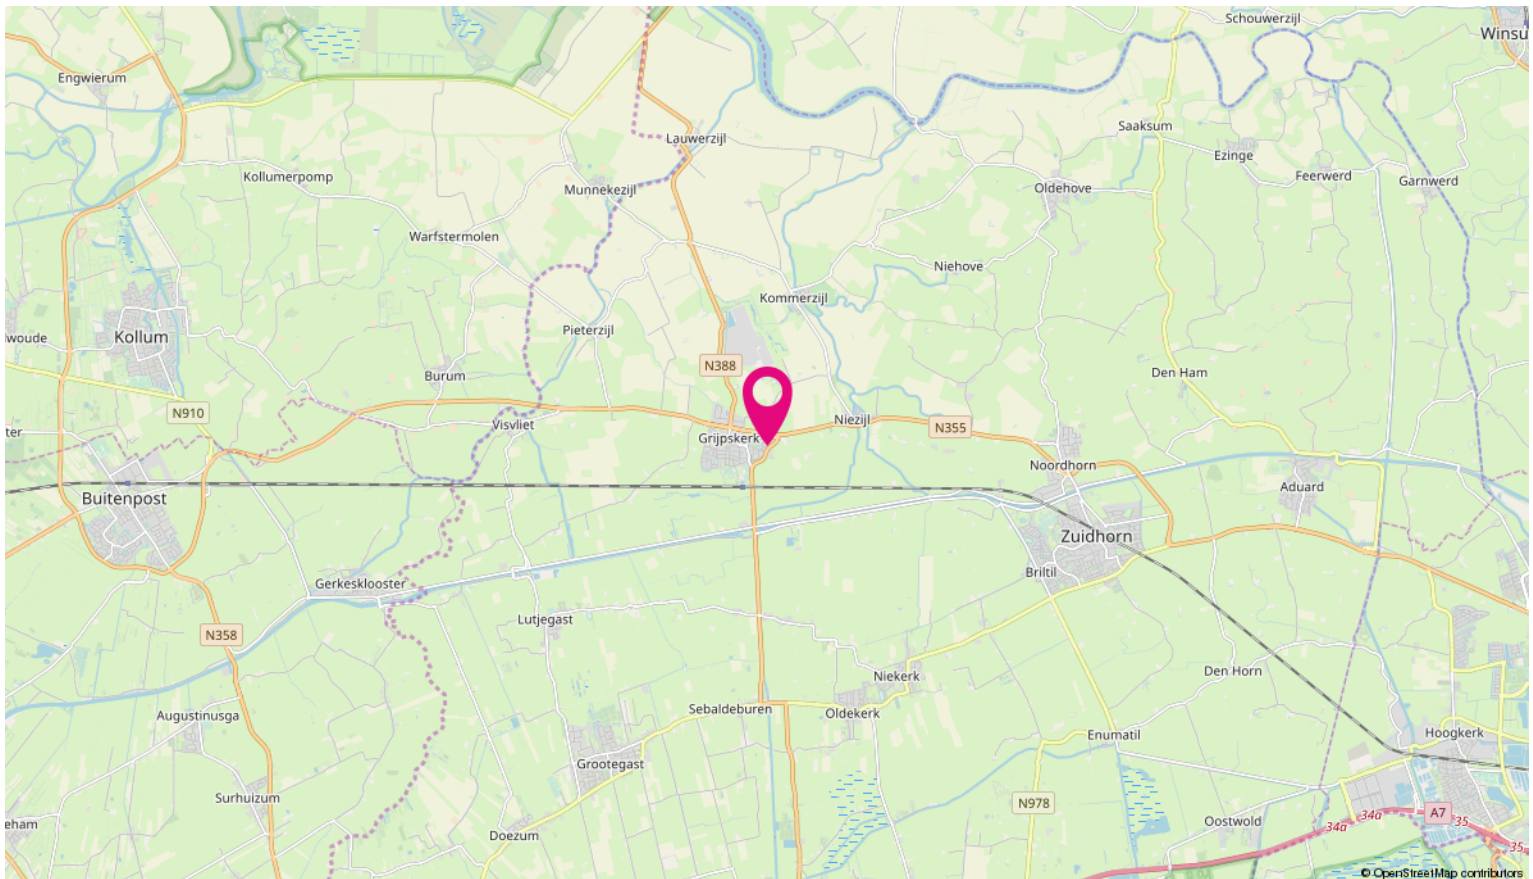 Schouwerzijl
Winsu
Engwierum
Saaksum
Lauwerzijl
Ezinge
Kollumerpomp
Feerwerd
Garnwerd
Munnekezijl
Oldehove
Warfstermolen
Niehove
Kommerzijl
lwoude
Kollum
Pieterzijl
N388
Den Ham
Burum
N910
Visvliet
Niezijl
N355
ter
Grijpskerk
Noordhorn
Buitenpost
Aduard
Zuidhorn
Briltil
Gerkesklooster
Lutjegast
N358
Den Horn
Niekerk
Augustinusga
Sebaldeburen
Oldekerk
Enumatil
Hoogkerk
Grootegast
Surhuizum
N978
A7
eham
Doezum
Oostwold
34a
34a
35
35
© OpenStreetMap contributors